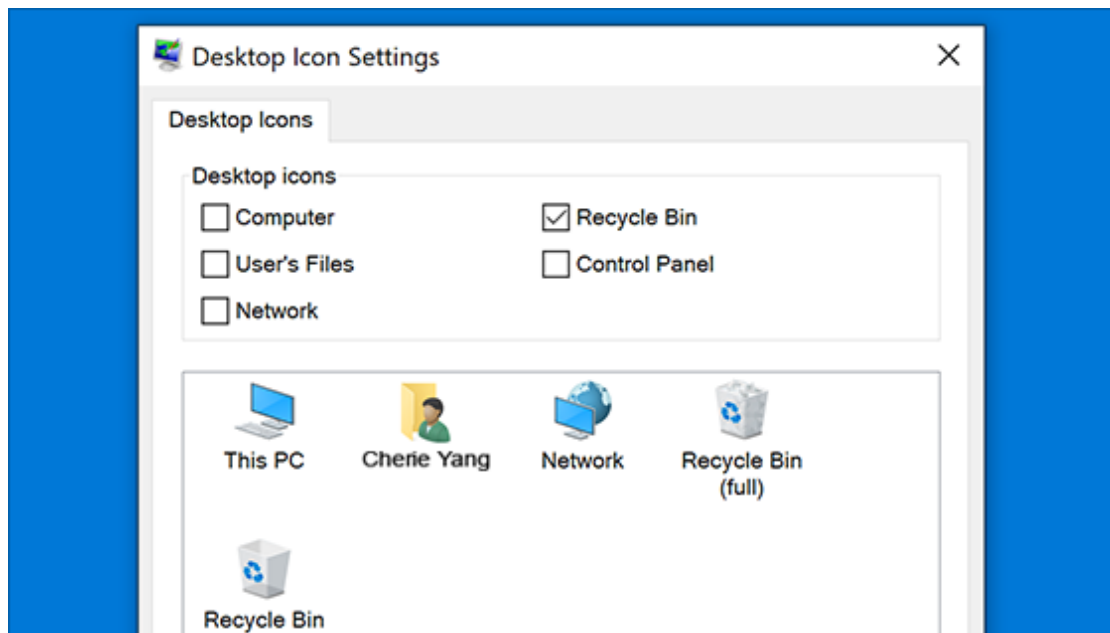 Desktop Icon Settings
Desktop Icons
Desktop icons
Computer
Recycle Bin
User's Files
Control Panel
Network
This PC
Cherie Yang
Network
Recycle Bin
(full)
Recycle Bin